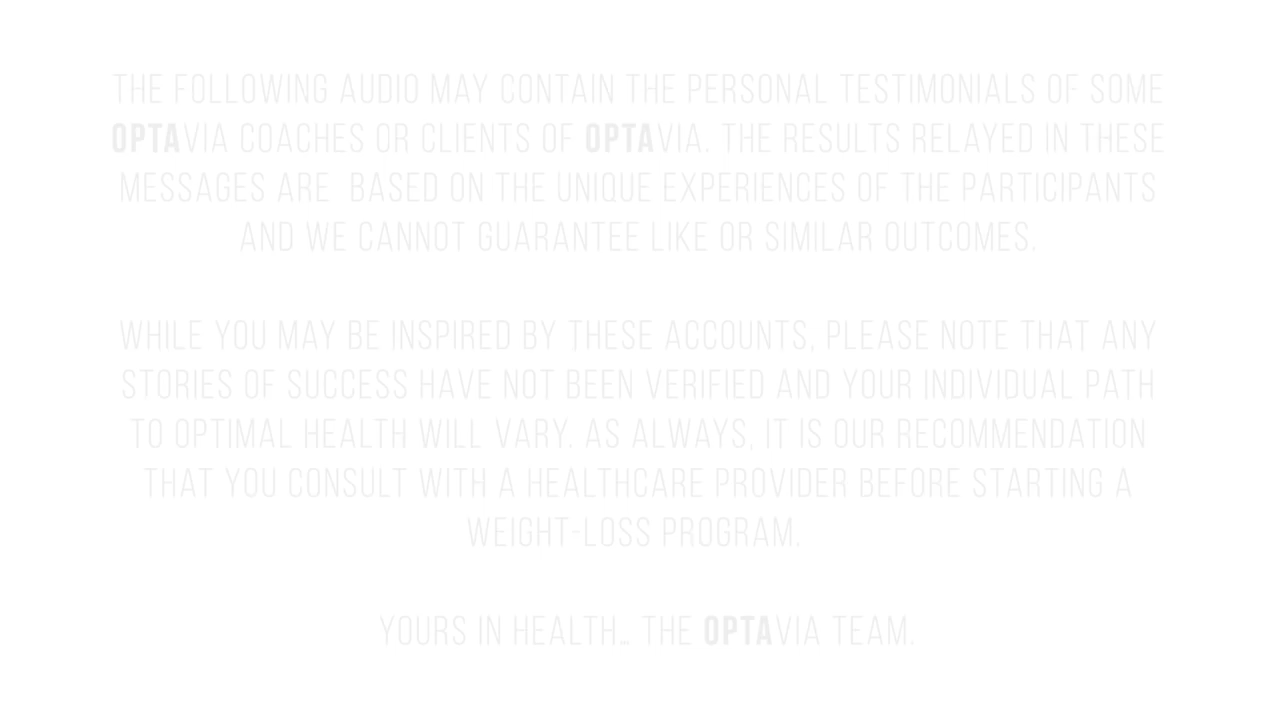 THE FOLLOWING AUDIO MAY CONTAIN THE PERSONAL TESTIMONIALS OF SOME
OPTAVIA COACHES OR CLIENTS OF OPTAVIA. THE RESULTS RELAYED IN THESE
MESSAGES ARE BASED ON THE UNIQUE EXPERIENCES OF THE PARTICIPANTS
AND WE CANNOT GUARANTEE LIKE OR SIMILAR OUTCOMES.
WHILE YOU MAY BE INSPIRED BY THESE ACCOUNTS, PLEASE NOTE THAT ANY
STORIES OF SUCCESS HAVE NOT BEEN VERIFIED AND YOUR INDIVIDUAL PATH
TO OPTIMAL HEALTH WILL VARY. AS ALWAYS, IT IS OUR RECOMMENDATION
THAT YOU CONSULT WITH A HEALTHCARE PROVIDER BEFORE STARTING A
WEIGHT-LOSS PROGRAM.
YOURS IN HEALTH… THE OPTAVIA TEAM.